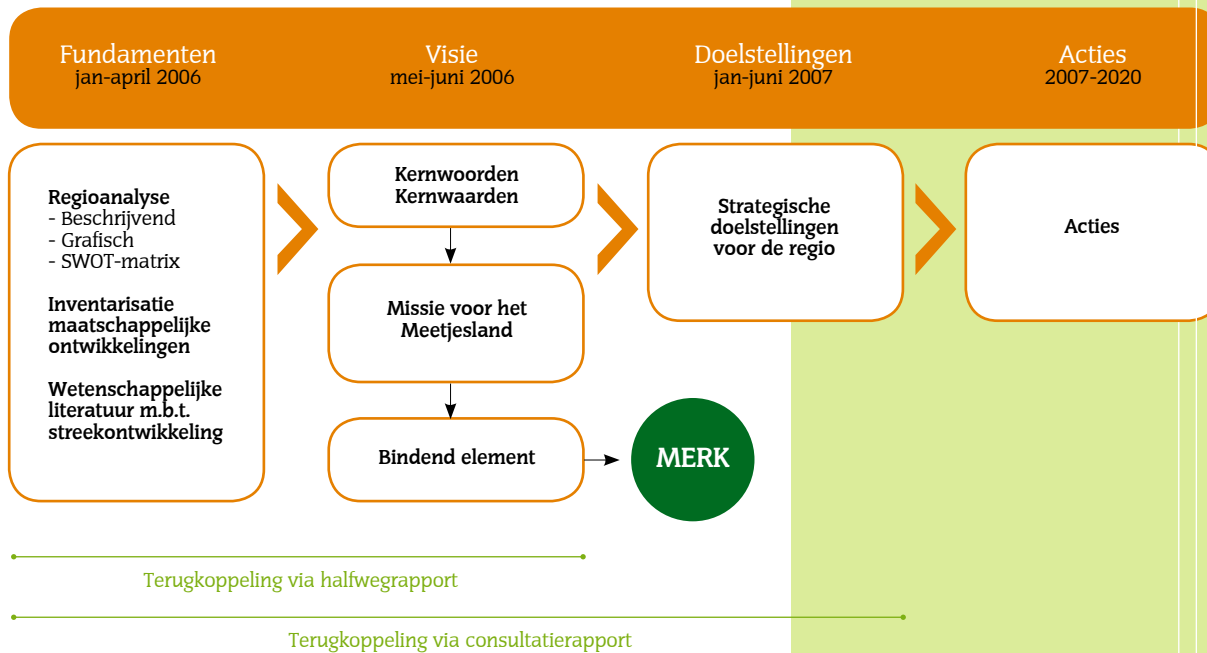 Fundamenten
jan-april 2006
Visie
mei-juni 2006
Doelstellingen
jan-juni 2007
Acties
2007-2020
Regioanalyse
- Beschrijvend
- Grafisch
- SWOT-matrix
Inventarisatie
maatschappelijke
ontwikkelingen
Wetenschappelijke
literatuur m.b.t.
streekontwikkeling
Kernwoorden
Kernwaarden
Missie voor het
Meetjesland
Bindend element
MERK
Strategische
doelstellingen
voor de regio
Acties
Terugkoppeling via halfwegrapport
Terugkoppeling via consultatierapport